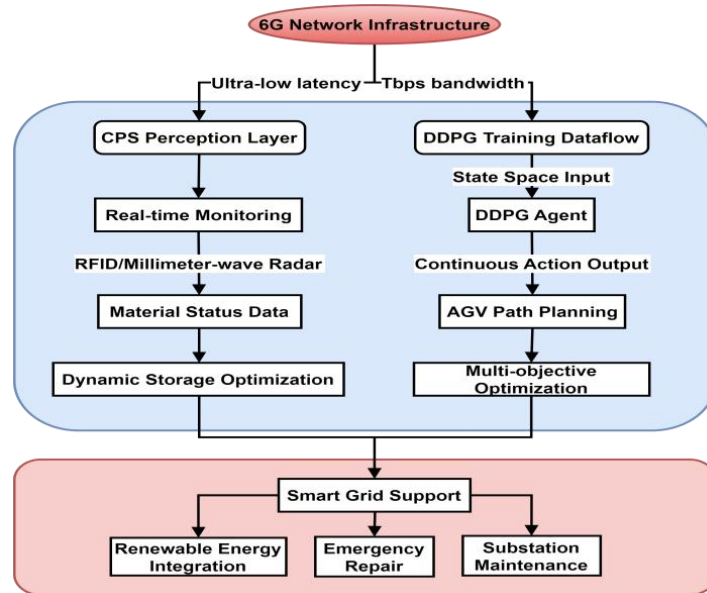 6G Network Infrastructure
Ultra-low latency
Tbps bandwidth
CPS Perception Layer
DDPG Training Dataflow
State Space Input
Real-time Monitoring
DDPG Agent
RFID/Millimeter-wave Radar
Continuous Action Output
Material Status Data
AGV Path Planning
Dynamic Storage Optimization
Multi-objective
Optimization
Smart Grid Support
Renewable Energy
Integration
Emergency
Repair
Substation
Maintenance